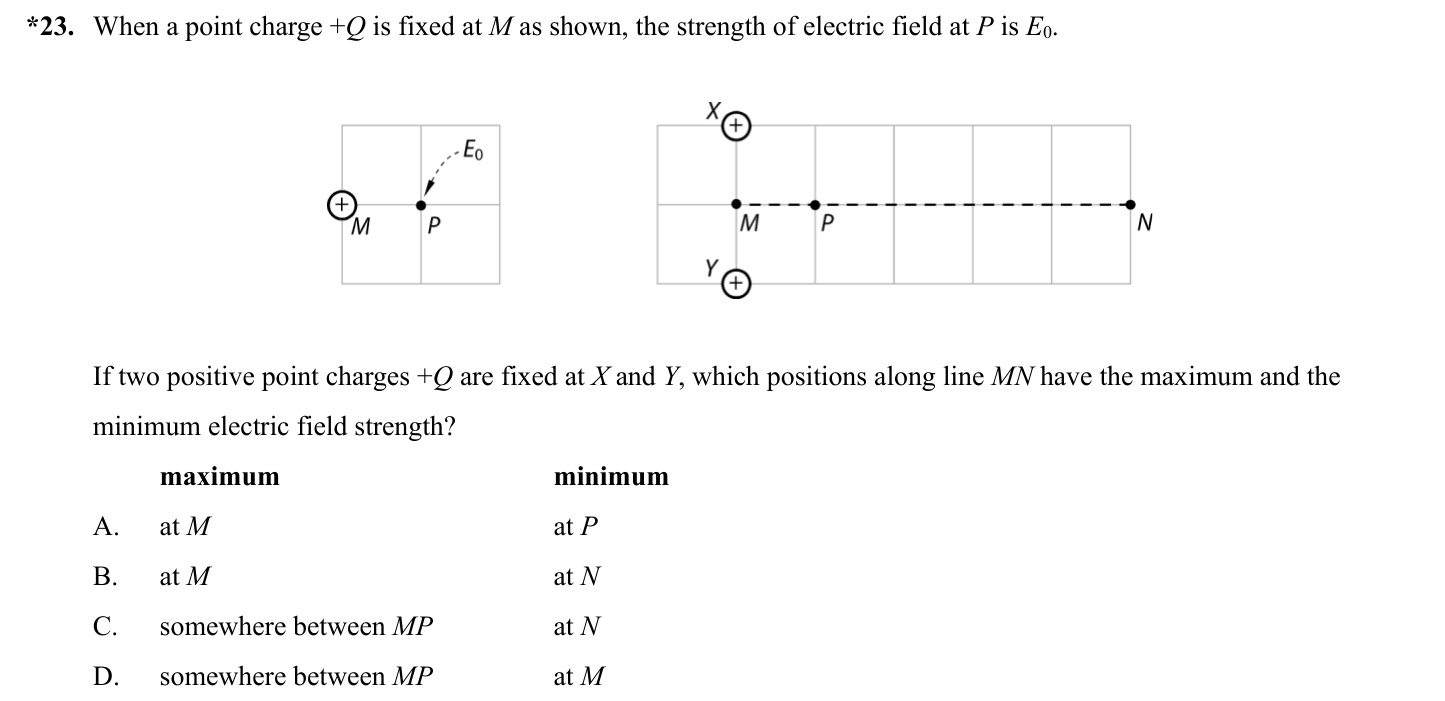 *23. When a point charge +Q is fixed at M as shown, the strength of electric field at P is E₀.
X
+
E₀
+
M
P
M
P
N
Y
+
If two positive point charges +Q are fixed at X and Y, which positions along line MN have the maximum and the
minimum electric field strength?
maximum minimum
A. at M at P
B. at M at N
C. somewhere between MP at N
D. somewhere between MP at M